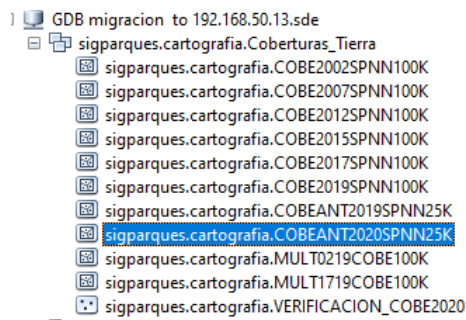 GDB migracion to 192.168.50.13.sde
sigparques.cartografia.Coberturas_Tierra
sigparques.cartografia.COBE2002SPNN100K
sigparques.cartografia.COBE2007SPNN100K
sigparques.cartografia.COBE2012SPNN100K
sigparques.cartografia.COBE2015SPNN100K
sigparques.cartografia.COBE2017SPNN100K
sigparques.cartografia.COBE2019SPNN100K
sigparques.cartografia.COBEANT2019SPNN25K
sigparques.cartografia.COBEANT2020SPNN25K
sigparques.cartografia.MULT0219COBE100K
sigparques.cartografia.MULT1719COBE100K
sigparques.cartografia.VERIFICACION_COBE2020